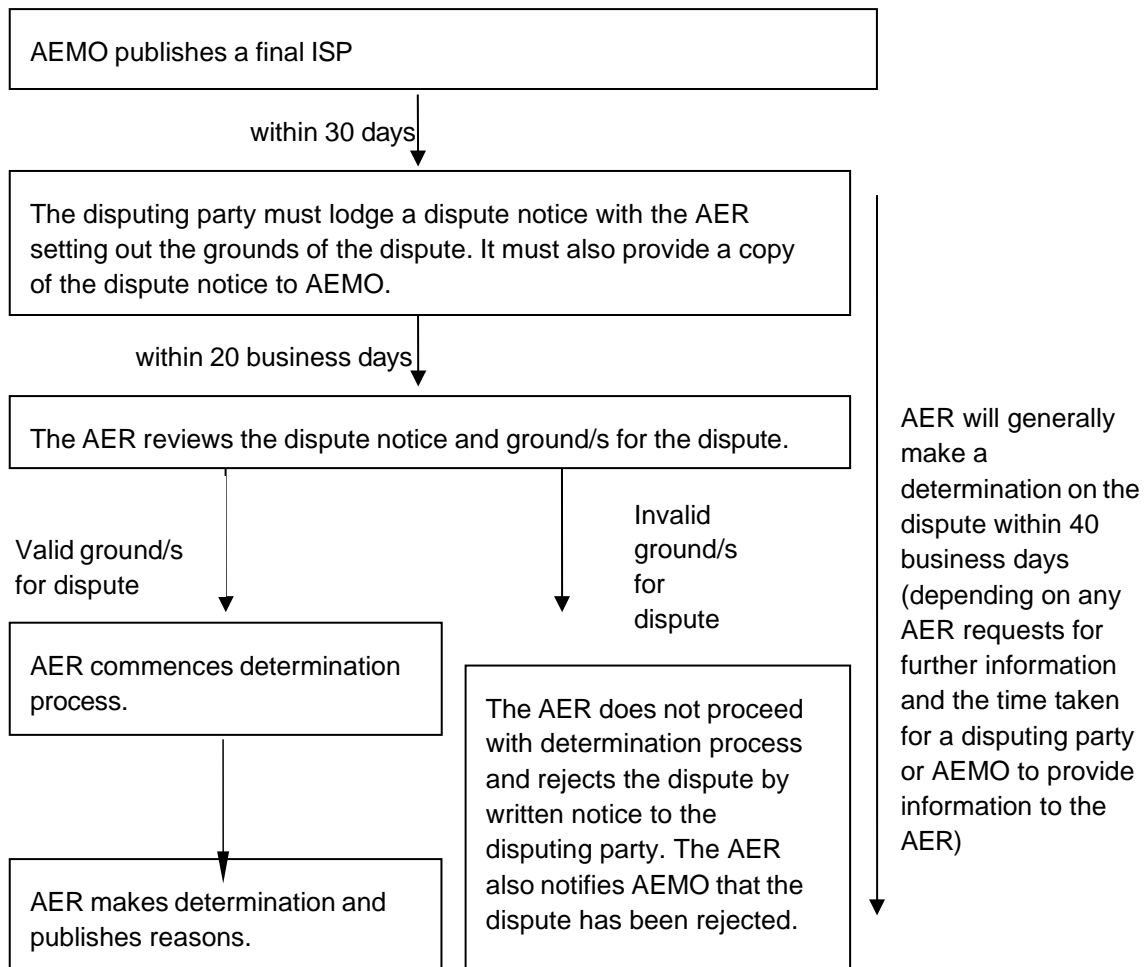 AEMO publishes a final ISP
within 30 days
The disputing party must lodge a dispute notice with the AER
setting out the grounds of the dispute. It must also provide a copy
of the dispute notice to AEMO.
within 20 business days
The AER reviews the dispute notice and ground/s for the dispute.
Valid ground/s
for dispute
Invalid
ground/s
for
dispute
AER commences determination
process.
The AER does not proceed
with determination process
and rejects the dispute by
written notice to the
disputing party. The AER
also notifies AEMO that the
dispute has been rejected.
AER makes determination and
publishes reasons.
AER will generally
make a
determination on the
dispute within 40
business days
(depending on any
AER requests for
further information
and the time taken
for a disputing party
or AEMO to provide
information to the
AER)